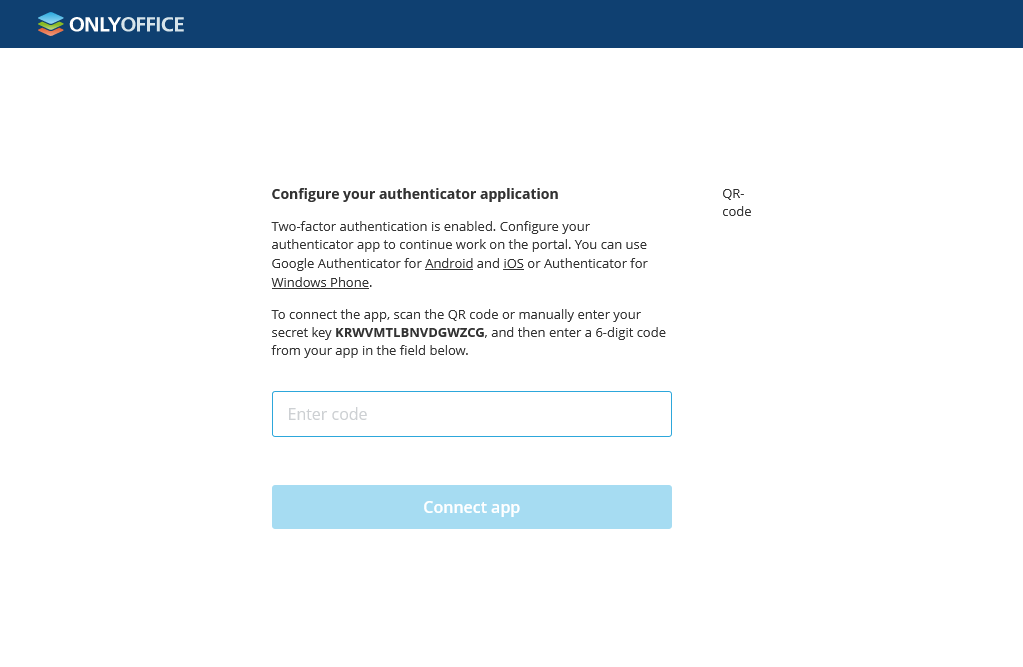 ONLYOFFICE
Configure your authenticator application
QR-
code
Two-factor authentication is enabled. Configure your
authenticator app to continue work on the portal. You can use
Google Authenticator for Android and iOS or Authenticator for
Windows Phone.
To connect the app, scan the QR code or manually enter your
secret key KRWVMTLBNVDGWZCG, and then enter a 6-digit code
from your app in the field below.
Enter code
Connect app